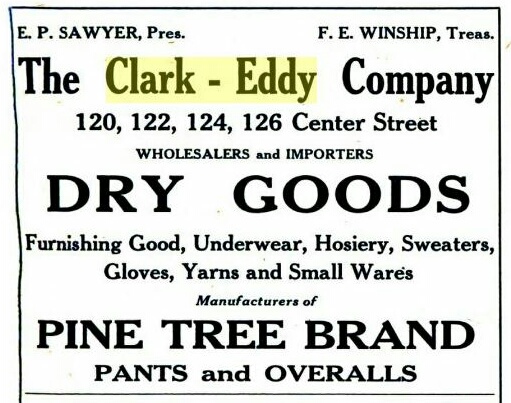 E. P. SAWYER, Pres. F. E. WINSHIP, Treas.
The Clark - Eddy Company
120, 122, 124, 126 Center Street
WHOLESALERS and IMPORTERS
DRY GOODS
Furnishing Good, Underwear, Hosiery, Sweaters,
Gloves, Yarns and Small Wares
Manufacturers of
PINE TREE BRAND
PANTS and OVERALLS